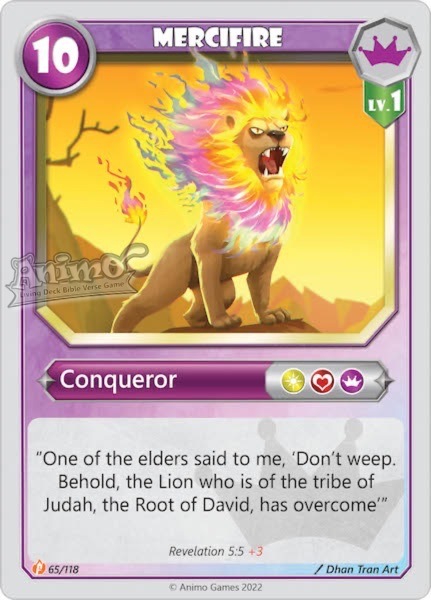 10
MERCIFIRE
LV.1
Animo
Living Deck Bible Verse Game
Conqueror
“One of the elders said to me, ‘Don’t weep.
Behold, the Lion who is of the tribe of
Judah, the Root of David, has overcome’”
Revelation 5:5 +3
65/118
Dhan Tran Art
© Animo Games 2022